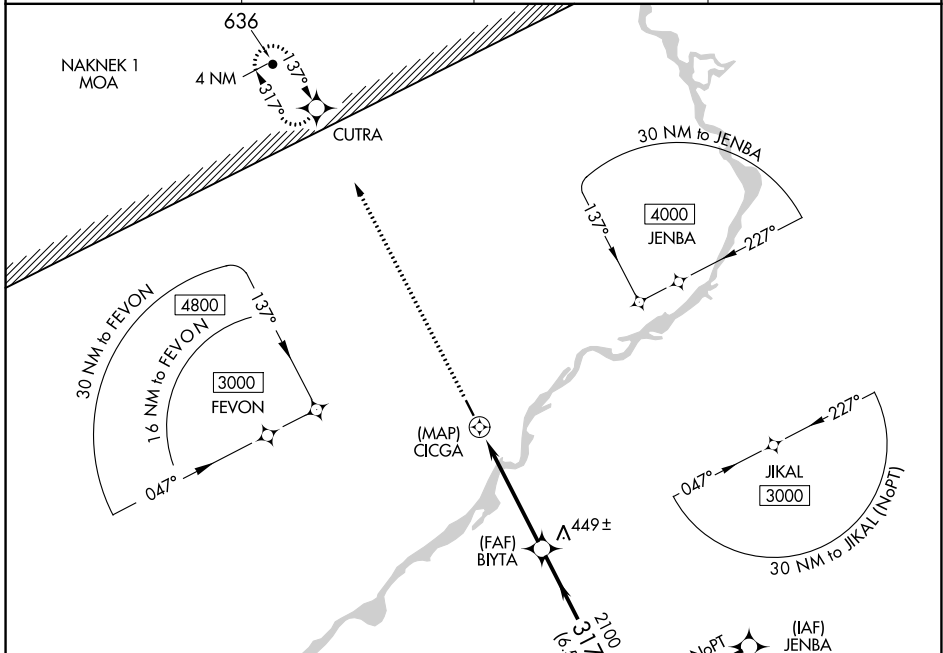 636
NAKNEK 1
MOA
4 NM
137°
317°
CUTRA
30 NM to JENBA
4000
JENBA
137°
227°
30 NM to FEVON
4800
137°
16 NM to FEVON
3000
FEVON
047°
(MAP)
CICGA
227°
047°
JIKAL
3000
30 NM to JIKAL (NoPT)
449±
(FAF)
BIYTA
2100
317°
NoPT
(IAF)
JENBA